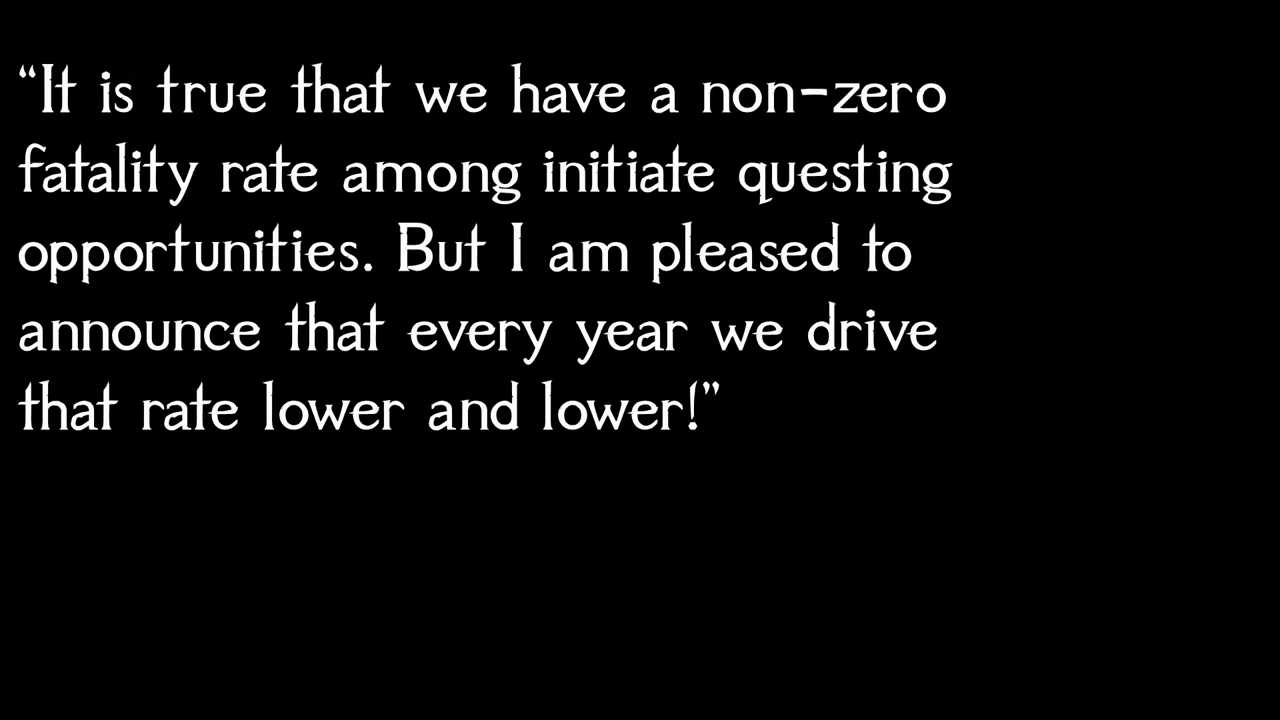 “It is true that we have a non-zero
fatality rate among initiate questing
opportunities. But I am pleased to
announce that every year we drive
that rate lower and lower!”